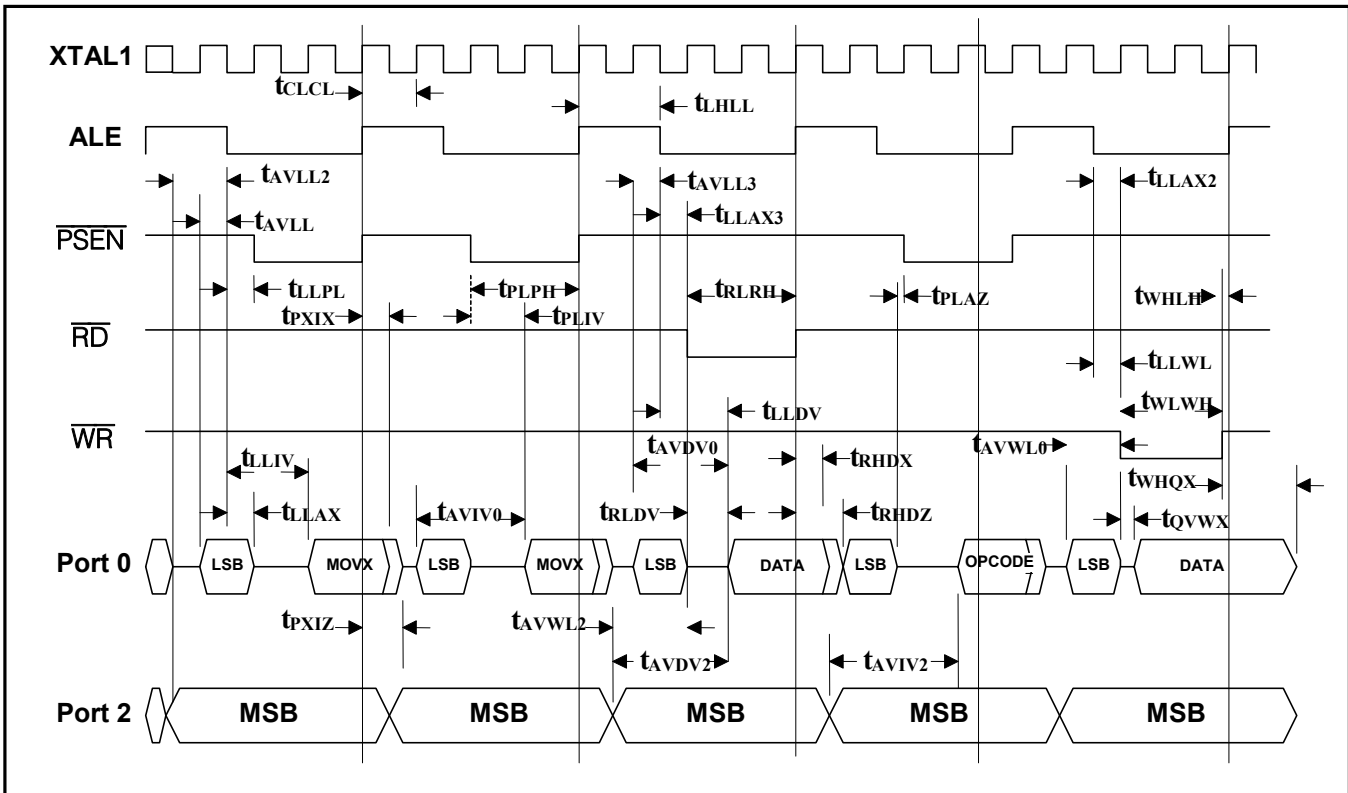 XTAL1
tCLCL
tLHLL
ALE
tAVLL2
tAVLL3
tLLAX2
tAVLL
tLLAX3
PSEN
tLLPL
tPLPH
tRLRH
tPLAZ
tWHLH
tPXIX
tPLIV
RD
tLLWL
tWLWH
tLLDV
WR
tAVDV0
tAVWL0
tLLIV
tRHDX
tWHQX
tLLAX
tAVIV0
tRLDV
tRHDZ
tQVWX
Port 0
LSB MOVX LSB MOVX LSB DATA LSB OPCODE LSB DATA
tPXIZ
tAVWL2
tAVDV2
tAVIV2
Port 2
MSB MSB MSB MSB MSB